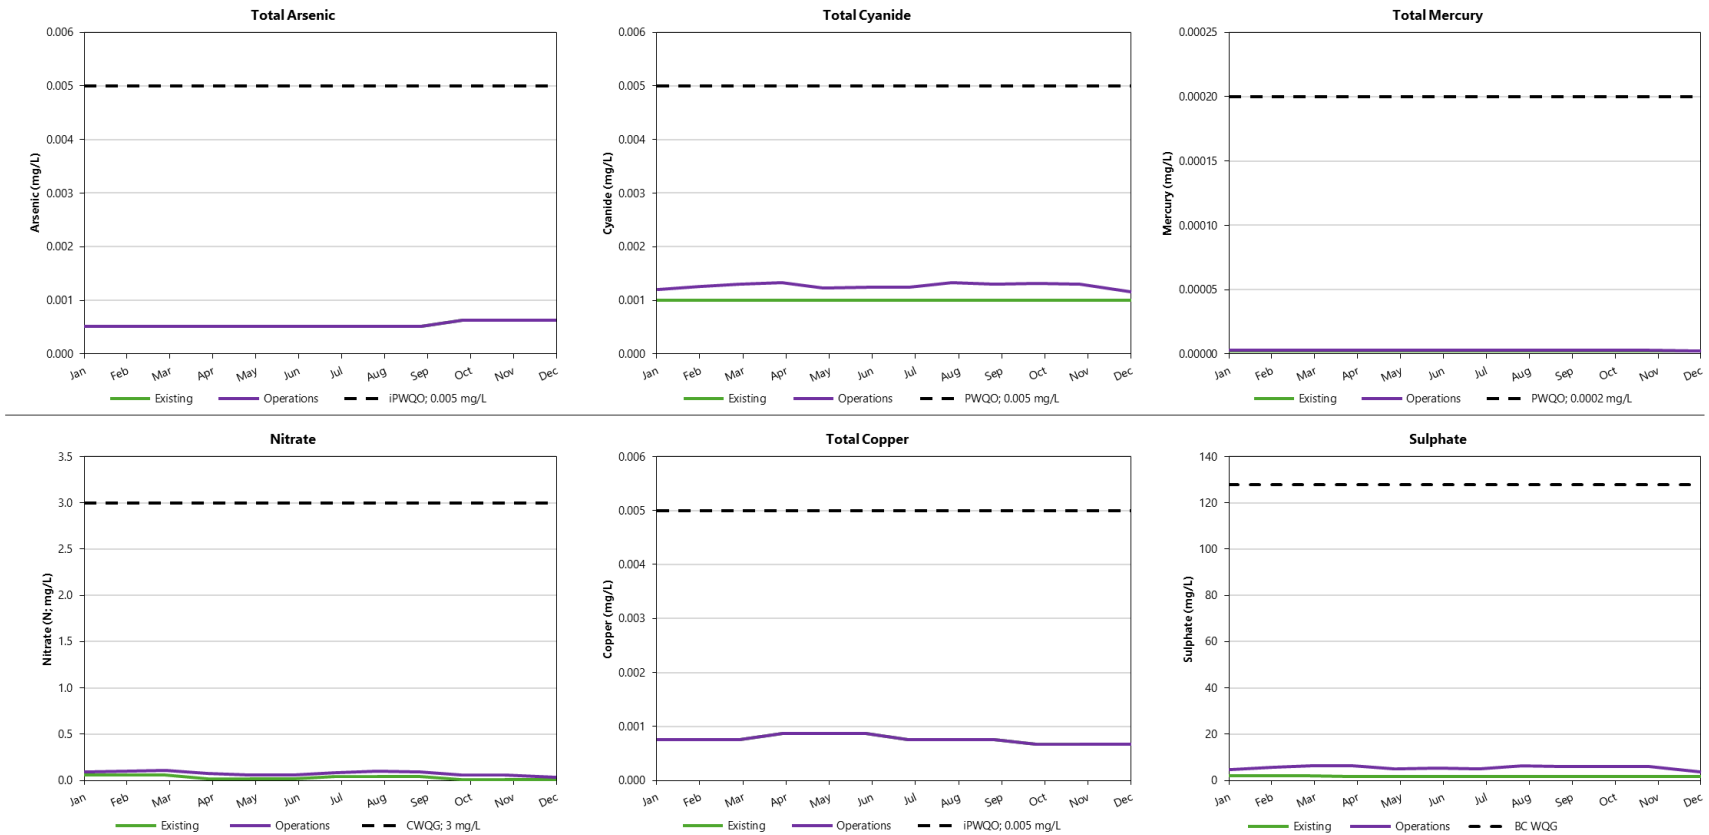 Total Arsenic
0.006
0.005
0.004
0.003
0.002
0.001
0.000
Arsenic (mg/L)
Jan Feb Mar Apr May Jun Jul Aug Sep Oct Nov Dec
Existing Operations iPWQO; 0.005 mg/L
Total Cyanide
0.006
0.005
0.004
0.003
0.002
0.001
0.000
Cyanide (mg/L)
Jan Feb Mar Apr May Jun Jul Aug Sep Oct Nov Dec
Existing Operations PWQO; 0.005 mg/L
Total Mercury
0.00025
0.00020
0.00015
0.00010
0.00005
0.00000
Mercury (mg/L)
Jan Feb Mar Apr May Jun Jul Aug Sep Oct Nov Dec
Existing Operations PWQO; 0.0002 mg/L
Nitrate
3.5
3.0
2.5
2.0
1.5
1.0
0.5
0.0
Nitrate (N; mg/L)
Jan Feb Mar Apr May Jun Jul Aug Sep Oct Nov Dec
Existing Operations CWQG; 3 mg/L
Total Copper
0.006
0.005
0.004
0.003
0.002
0.001
0.000
Copper (mg/L)
Jan Feb Mar Apr May Jun Jul Aug Sep Oct Nov Dec
Existing Operations iPWQO; 0.005 mg/L
Sulphate
140
120
100
80
60
40
20
0
Sulphate (mg/L)
Jan Feb Mar Apr May Jun Jul Aug Sep Oct Nov Dec
Existing Operations BC WQG